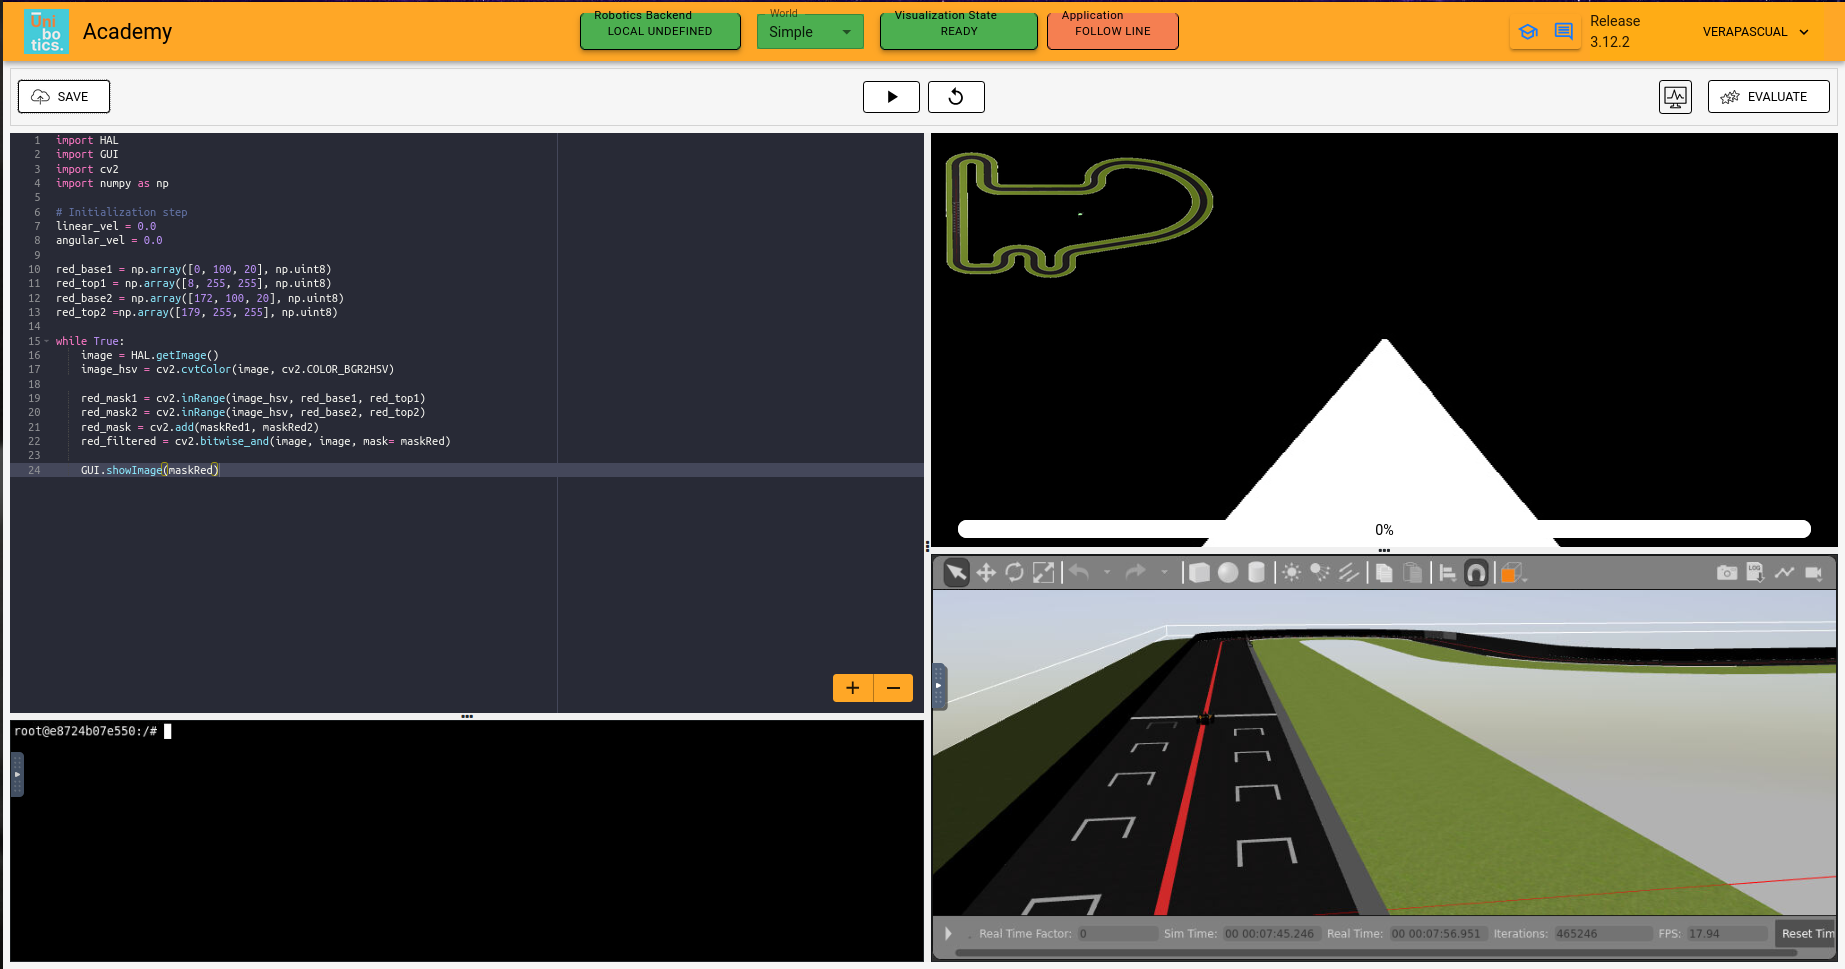 Uni
bo
tics.
Academy
Robotics Backend
LOCAL UNDEFINED
World
Simple
Visualization State
READY
Application
FOLLOW LINE
Release
3.12.2
VERAPASCUAL
SAVE
EVALUATE
1 import HAL
2 import GUI
3 import cv2
4 import numpy as np
5
6 # Initialization step
7 linear_vel = 0.0
8 angular_vel = 0.0
9
10 red_base1 = np.array([0, 100, 20], np.uint8)
11 red_top1 = np.array([8, 255, 255], np.uint8)
12 red_base2 = np.array([172, 100, 20], np.uint8)
13 red_top2 =np.array([179, 255, 255], np.uint8)
14
15 while True:
16 image = HAL.getImage()
17 image_hsv = cv2.cvtColor(image, cv2.COLOR_BGR2HSV)
18
19 red_mask1 = cv2.inRange(image_hsv, red_base1, red_top1)
20 red_mask2 = cv2.inRange(image_hsv, red_base2, red_top2)
21 red_mask = cv2.add(maskRed1, maskRed2)
22 red_filtered = cv2.bitwise_and(image, image, mask= maskRed)
23
24 GUI.showImage(maskRed)
+ −
0%
LOG
root@e8724b07e550:/#
Real Time Factor: 0 Sim Time: 00 00:07:45.246 Real Time: 00 00:07:56.951 Iterations: 465246 FPS: 17.94 Reset Tim